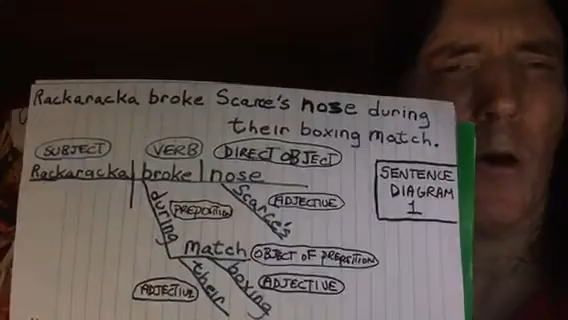 Rackaracka broke Scarce's nose during
their boxing match.
SUBJECT VERB DIRECT OBJECT
Rackaracka broke nose
Scarce's ADJECTIVE
during PREPOSITION
match OBJECT OF PREPOSITION
their boxing ADJECTIVE
ADJECTIVE
SENTENCE
DIAGRAM
1